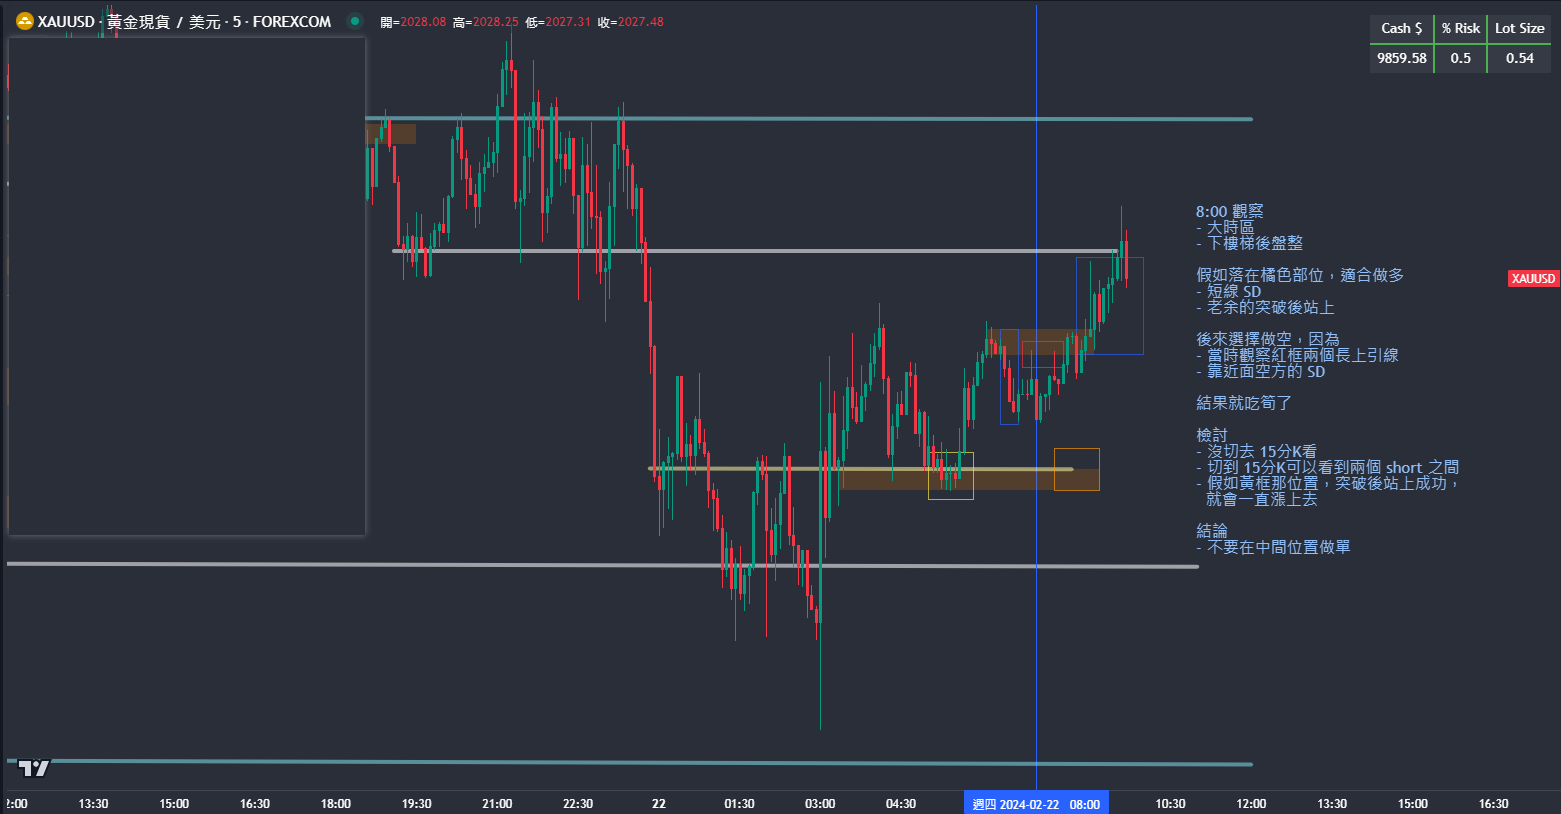 XAUUSD · 黃金現貨 / 美元 · 5 · FOREXCOM
開=2028.08 高=2028.25 低=2027.31 收=2027.48
Cash $ % Risk Lot Size
9859.58 0.5 0.54
8:00 觀察
- 大時區
- 下樓梯後盤整
假如落在橘色部位，適合做多
- 短線 SD
- 老余的突破後站上
後來選擇做空，因為
- 當時觀察紅框兩個長上引線
- 靠近面空方的 SD
結果就吃筍了
檢討
- 沒切去 15分K看
- 切到 15分K可以看到兩個 short 之間
- 假如黃框那位置，突破後站上成功，
就會一直漲上去
結論
- 不要在中間位置做單
XAUUSD
2:00 13:30 15:00 16:30 18:00 19:30 21:00 22:30 22 01:30 03:00 04:30 週四 2024-02-22 08:00 10:30 12:00 13:30 15:00 16:30